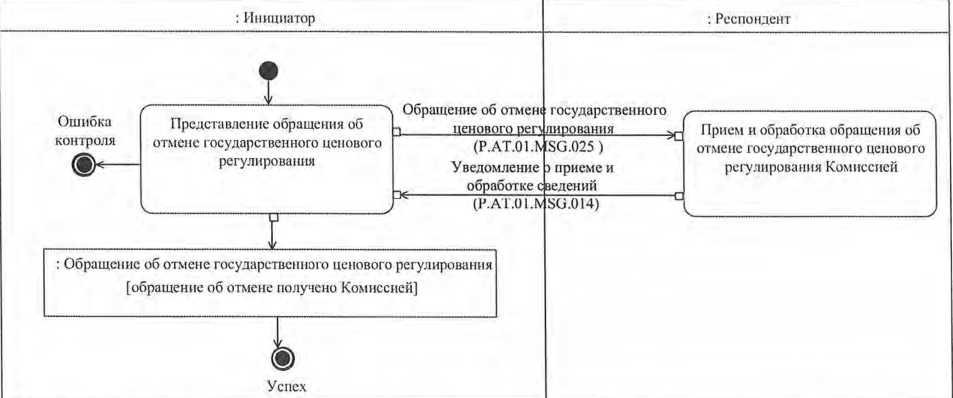 : Инициатор
: Респондент
Ошибка
контроля
Представление обращения об
отмене государственного ценового
регулирования
Обращение об отмене государственного
ценового регулирования
(P.AT.01.MSG.025 )
Уведомление о приеме и
обработке сведений
(P.AT.01.MSG.014)
Прием и обработка обращения об
отмене государственного ценового
регулирования Комиссией
: Обращение об отмене государственного ценового регулирования
[обращение об отмене получено Комиссией]
Успех